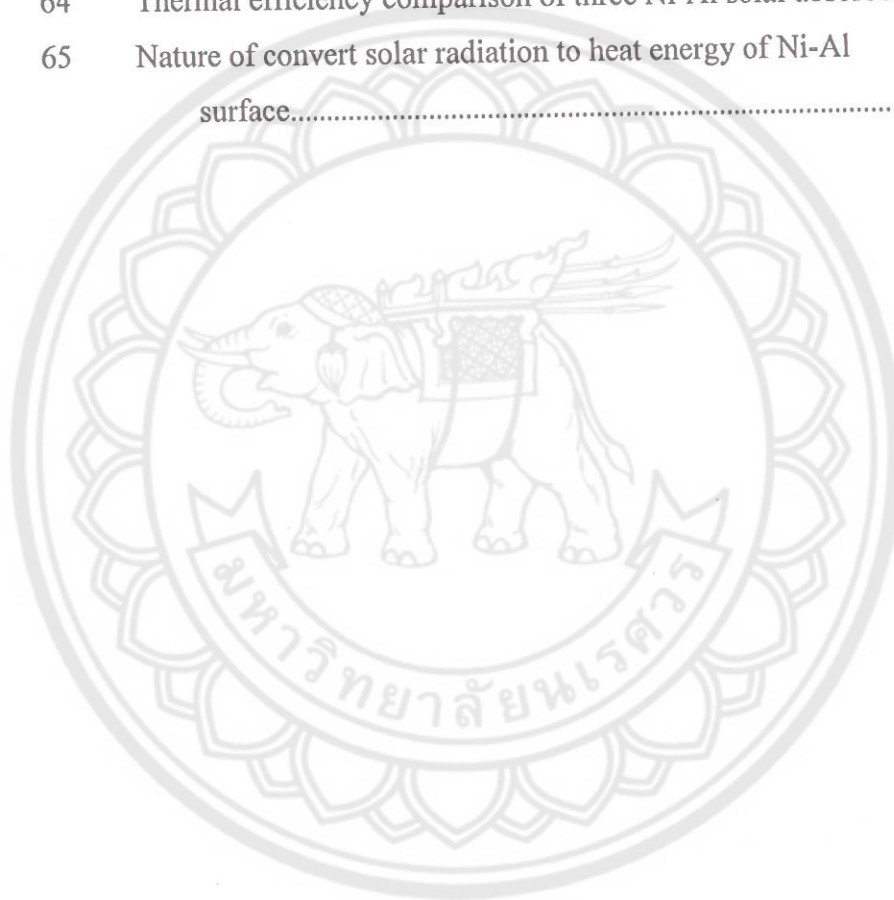 64 Thermal efficiency comparison of three Ni-Al solar
65 Nature of convert solar radiation to heat energy of Ni-Al
surface................................................................................
มหาวิทยาลัยนเรศวร